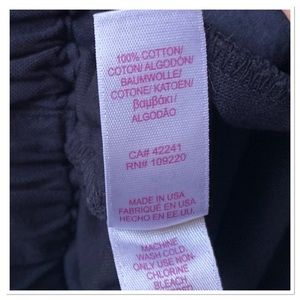 100% COTTON/
COTON/ ALGODÓN/
BAUMWOLLE/
COTONE/ KATOEN/
Βαμβάκι/
ALGODÃO
CA# 42241
RN# 109220
MADE IN USA
FABRIQUÉ EN USA
HECHO EN EE UU.
MACHINE
WASH COLD,
ONLY USE NON-
CHLORINE
BLEACH